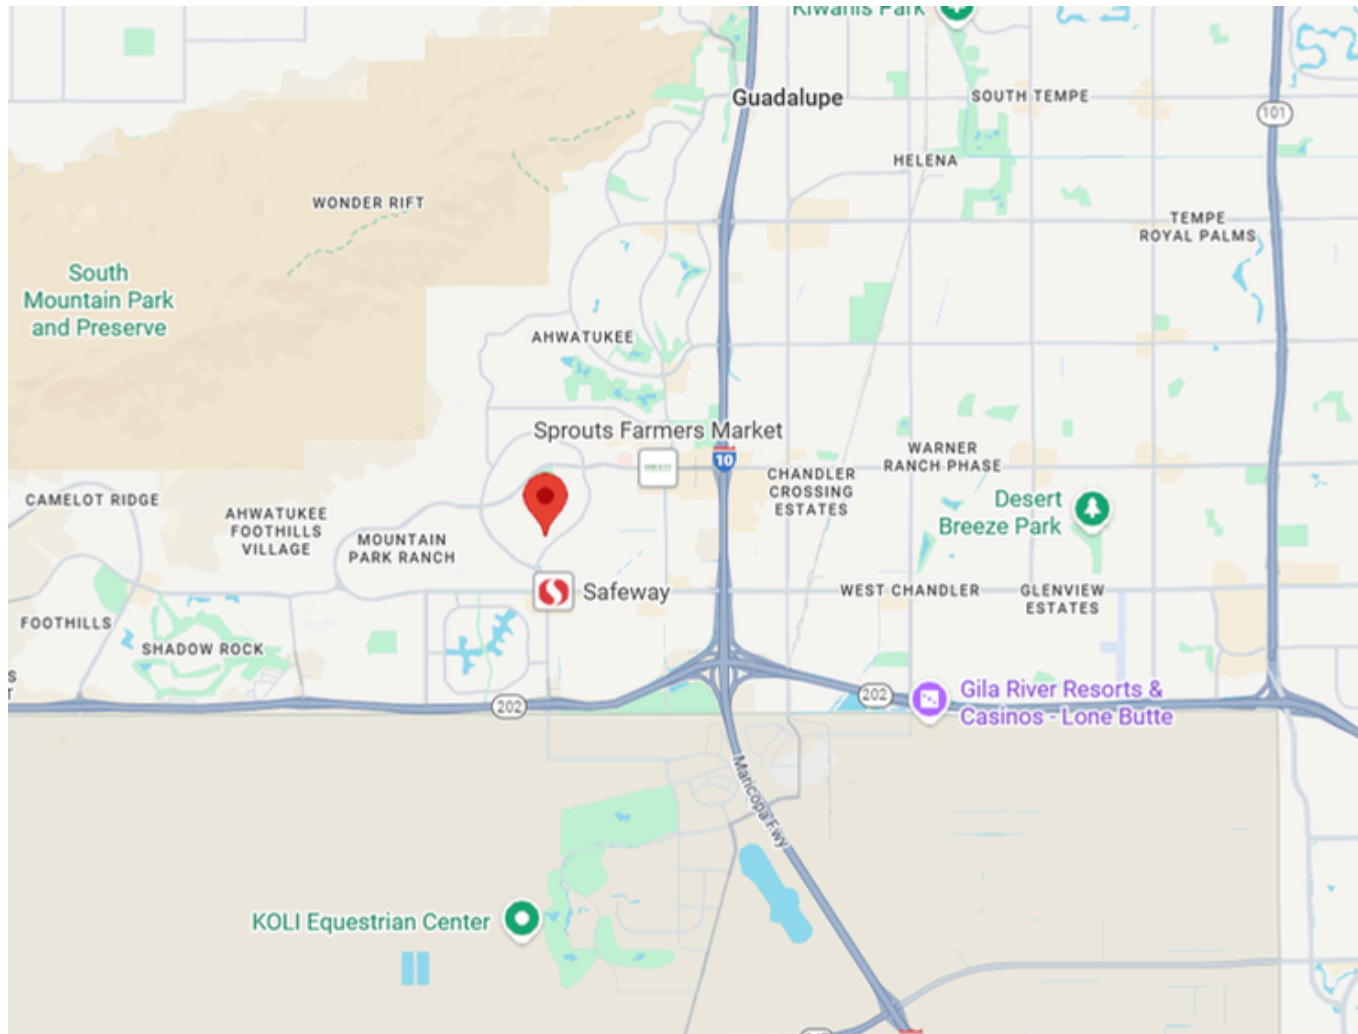 Kiwanis Park
Guadalupe
SOUTH TEMPE
101
HELENA
WONDER RIFT
TEMPE
ROYAL PALMS
South
Mountain Park
and Preserve
AHWATUKEE
Sprouts Farmers Market
10
WARNER
RANCH PHASE
CHANDLER
CROSSING
ESTATES
CAMELOT RIDGE
AHWATUKEE
FOOTHILLS
VILLAGE
MOUNTAIN
PARK RANCH
Desert
Breeze Park
Safeway
WEST CHANDLER
GLENVIEW
ESTATES
FOOTHILLS
SHADOW ROCK
S
T
202
202
Gila River Resorts &
Casinos - Lone Butte
Maricopa Fwy
KOLI Equestrian Center